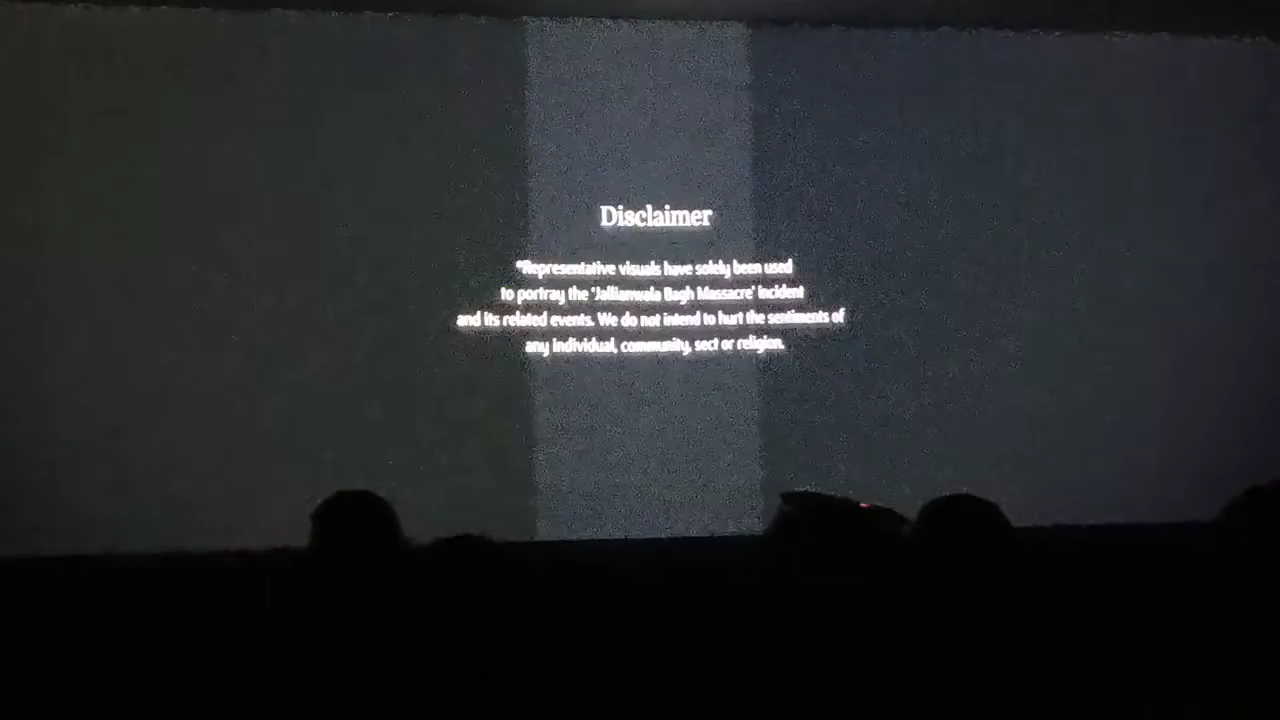 Disclaimer
*Representative visuals have solely been used
to portray the 'Jallianwala Bagh Massacre' incident
and its related events. We do not intend to hurt the sentiments of
any individual, community, sect or religion.